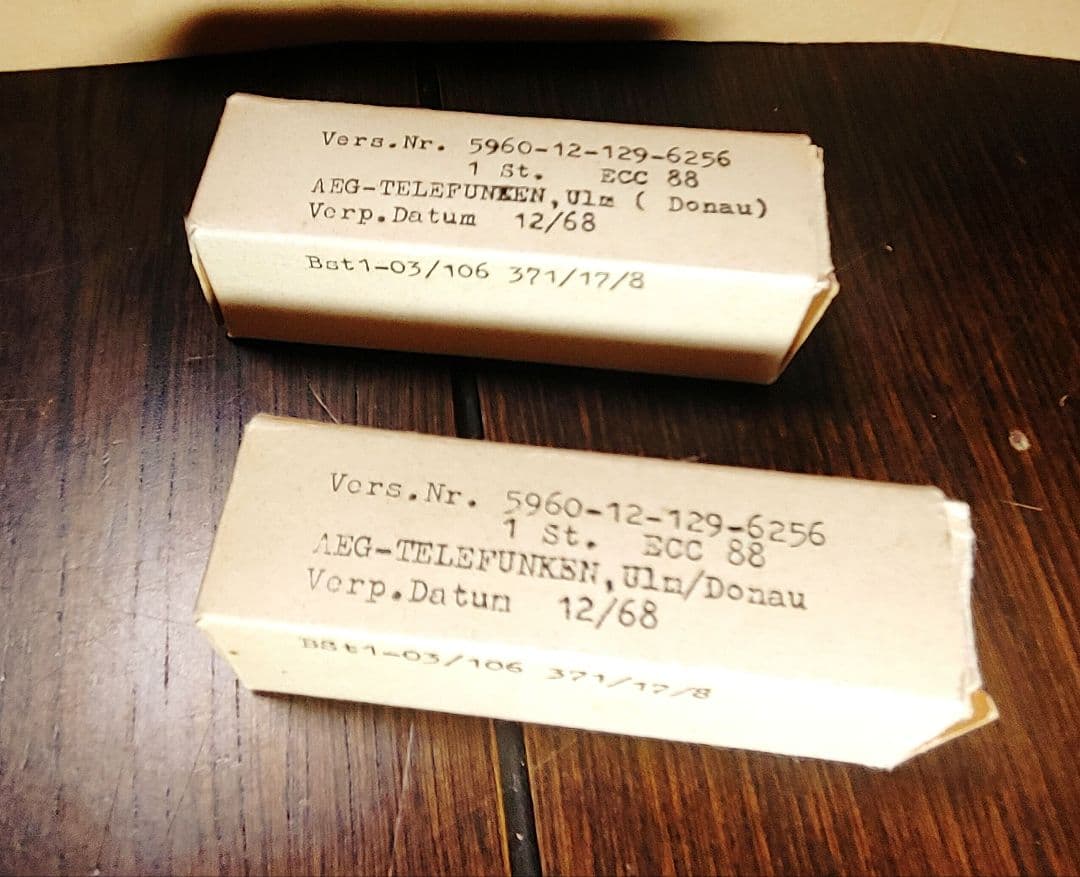 Vers.Nr. 5960-12-129-6256
1 St. ECC 88
AEG-TELEFUNKEN,Ulm ( Donau)
Verp.Datum 12/68
Bst1-03/106 371/17/8
Vers.Nr. 5960-12-129-6256
1 St. ECC 88
AEG-TELEFUNKEN,Ulm/Donau
Verp.Datum 12/68
BSt1-03/106 371/17/8